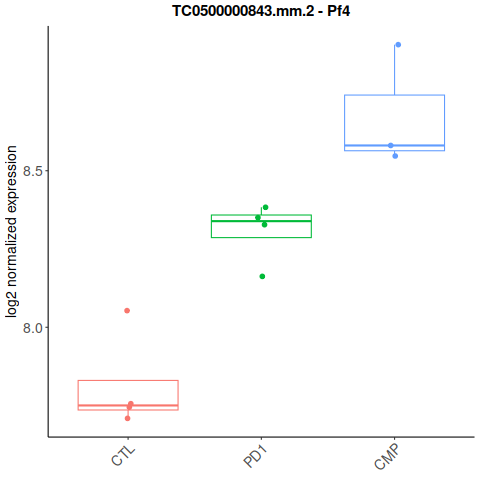 TC0500000843.mm.2 - Pf4
log2 normalized expression
8.5
8.0
CTL
PD1
CMP